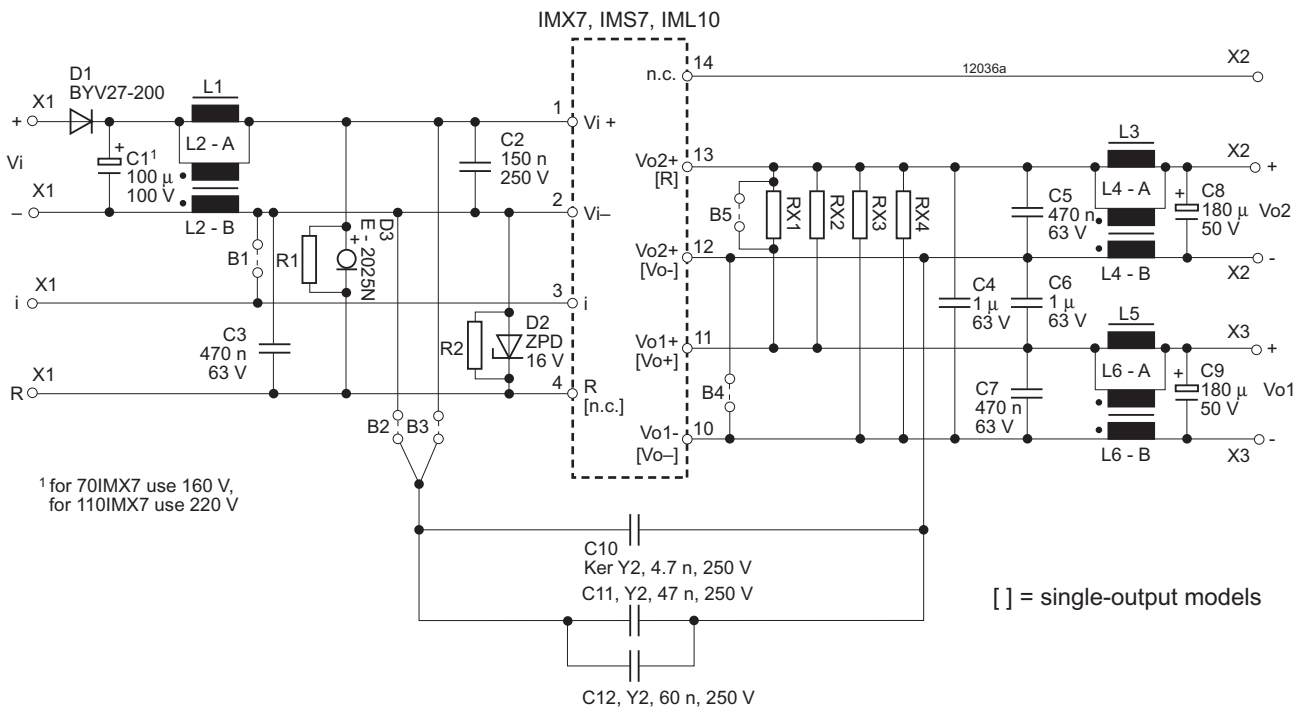 IMX7, IMS7, IML10
D1
BYV27-200
X1
+
Vi
X1
–
L1
L2 - A
L2 - B
+
C1¹
100 µ
100 V
C2
150 n
250 V
1
Vi +
2
Vi–
3
i
4
R
[n.c.]
B1
R1
+
D3
E - 2025N
i
X1
C3
470 n
63 V
R
X1
R2
D2
ZPD
16 V
B2
B3
n.c.
14
12036a
X2
Vo2+
[R]
13
Vo2+
[Vo-]
12
Vo1+
[Vo+]
11
Vo1-
[Vo–]
10
B5
RX1
RX2
RX3
RX4
B4
C4
1 µ
63 V
C5
470 n
63 V
C6
1 µ
63 V
C7
470 n
63 V
L3
L4 - A
L4 - B
+
C8
180 µ
50 V
X2
+
Vo2
X2
-
L5
L6 - A
L6 - B
+
C9
180 µ
50 V
X3
+
Vo1
-
X3
¹ for 70IMX7 use 160 V,
for 110IMX7 use 220 V
C10
Ker Y2, 4.7 n, 250 V
C11, Y2, 47 n, 250 V
C12, Y2, 60 n, 250 V
[ ] = single-output models